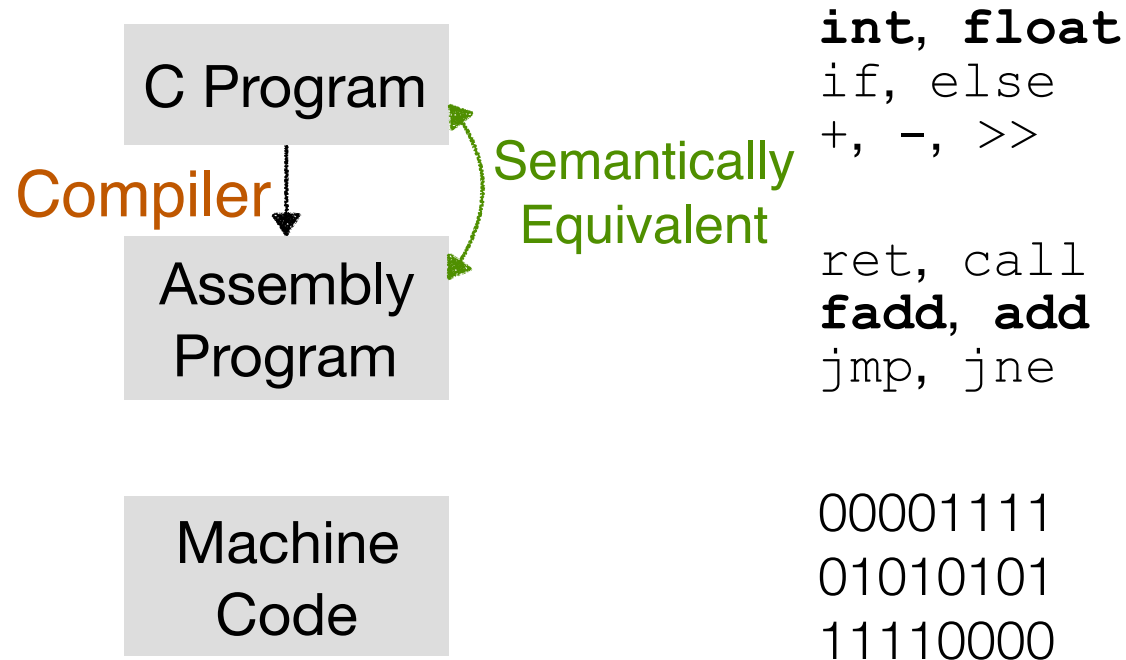 C Program
int, float
if, else
+, -, >>
Compiler
Semantically
Equivalent
Assembly
Program
ret, call
fadd, add
jmp, jne
Machine
Code
00001111
01010101
11110000